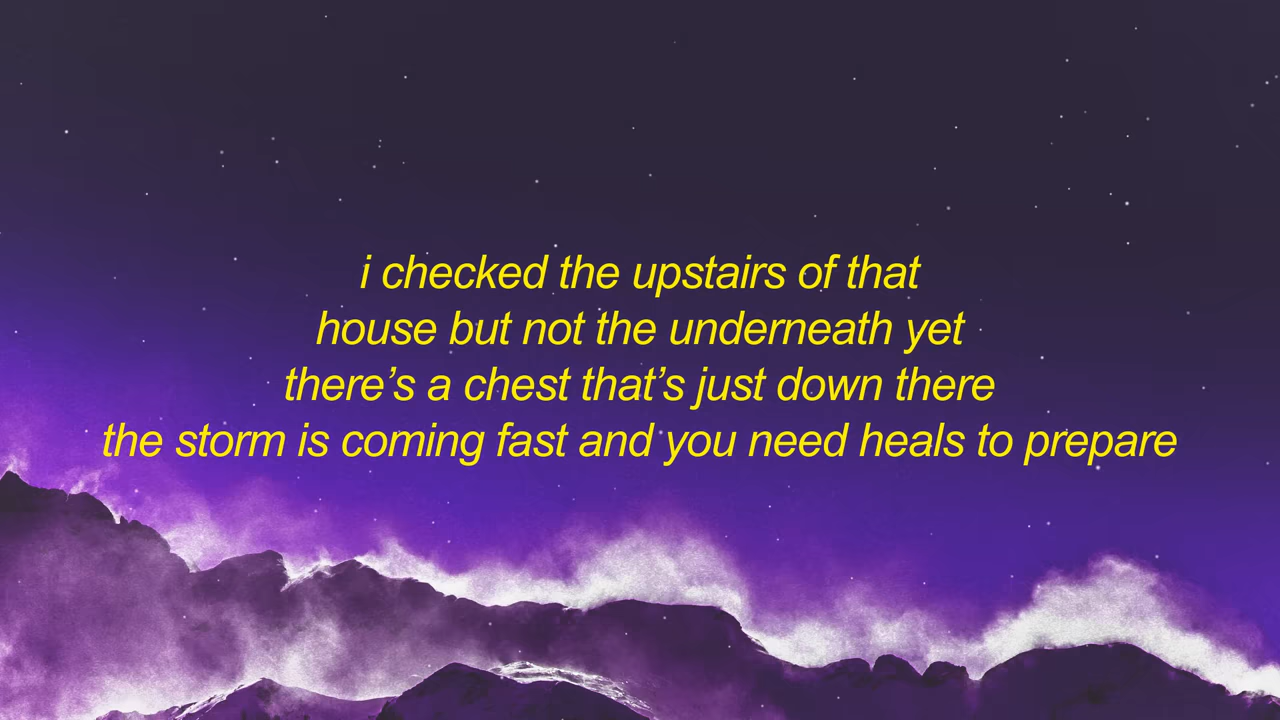 i checked the upstairs of that
house but not the underneath yet
there’s a chest that’s just down there
the storm is coming fast and you need heals to prepare